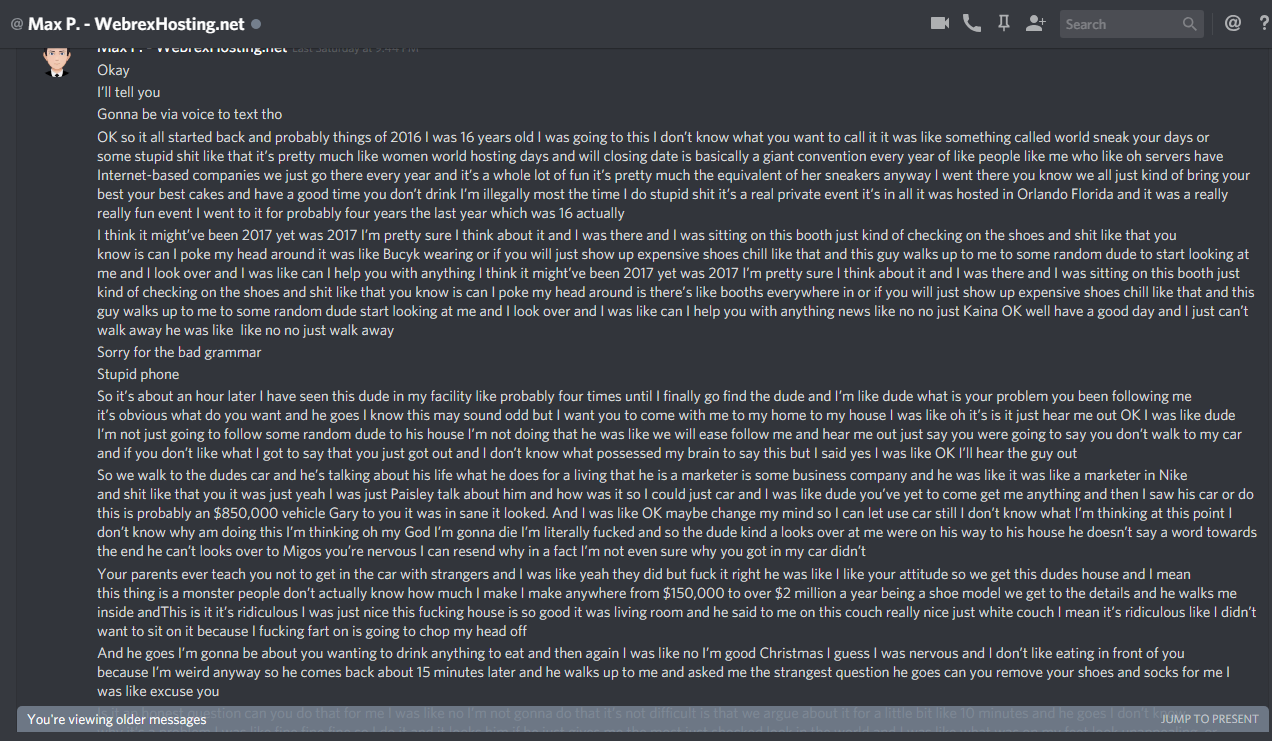 @ Max P. - WebrexHosting.net
Search
@
?
Max P. - WebrexHosting.net Last Saturday at 9:44 PM
Okay
I'll tell you
Gonna be via voice to text tho
OK so it all started back and probably things of 2016 I was 16 years old I was going to this I don't know what you want to call it it was like something called world sneak your days or
some stupid shit like that it's pretty much like women world hosting days and will closing date is basically a giant convention every year of like people like me who like oh servers have
Internet-based companies we just go there every year and it's a whole lot of fun it's pretty much the equivalent of her sneakers anyway I went there you know we all just kind of bring your
best your best cakes and have a good time you don't drink I'm illegally most the time I do stupid shit it's a real private event it's in all it was hosted in Orlando Florida and it was a really
really fun event I went to it for probably four years the last year which was 16 actually
I think it might've been 2017 yet was 2017 I'm pretty sure I think about it and I was there and I was sitting on this booth just kind of checking on the shoes and shit like that you
know is can I poke my head around it was like Bucyk wearing or if you will just show up expensive shoes chill like that and this guy walks up to me to some random dude to start looking at
me and I look over and I was like can I help you with anything I think it might've been 2017 yet was 2017 I'm pretty sure I think about it and I was there and I was sitting on this booth just
kind of checking on the shoes and shit like that you know is can I poke my head around is there's like booths everywhere in or if you will just show up expensive shoes chill like that and this
guy walks up to me to some random dude start looking at me and I look over and I was like can I help you with anything news like no no just Kaina OK well have a good day and I just can't
walk away he was like  like no no just walk away
Sorry for the bad grammar
Stupid phone
So it's about an hour later I have seen this dude in my facility like probably four times until I finally go find the dude and I'm like dude what is your problem you been following me
it's obvious what do you want and he goes I know this may sound odd but I want you to come with me to my home to my house I was like oh it's is it just hear me out OK I was like dude
I'm not just going to follow some random dude to his house I'm not doing that he was like we will ease follow me and hear me out just say you were going to say you don't walk to my car
and if you don't like what I got to say that you just got out and I don't know what possessed my brain to say this but I said yes I was like OK I'll hear the guy out
So we walk to the dudes car and he's talking about his life what he does for a living that he is a marketer is some business company and he was like it was like a marketer in Nike
and shit like that you it was just yeah I was just Paisley talk about him and how was it so I could just car and I was like dude you've yet to come get me anything and then I saw his car or do
this is probably an $850,000 vehicle Gary to you it was in sane it looked. And I was like OK maybe change my mind so I can let use car still I don't know what I'm thinking at this point I
don't know why am doing this I'm thinking oh my God I'm gonna die I'm literally fucked and so the dude kind a looks over at me were on his way to his house he doesn't say a word towards
the end he can't looks over to Migos you're nervous I can resend why in a fact I'm not even sure why you got in my car didn't
Your parents ever teach you not to get in the car with strangers and I was like yeah they did but fuck it right he was like I like your attitude so we get this dudes house and I mean
this thing is a monster people don't actually know how much I make I make anywhere from $150,000 to over $2 million a year being a shoe model we get to the details and he walks me
inside andThis is it it's ridiculous I was just nice this fucking house is so good it was living room and he said to me on this couch really nice just white couch I mean it's ridiculous like I didn't
want to sit on it because I fucking fart on is going to chop my head off
And he goes I'm gonna be about you wanting to drink anything to eat and then again I was like no I'm good Christmas I guess I was nervous and I don't like eating in front of you
because I'm weird anyway so he comes back about 15 minutes later and he walks up to me and asked me the strangest question he goes can you remove your shoes and socks for me I
was like excuse you
Is it an honest question can you do that for me I was like no I'm not gonna do that it's not difficult is that we argue about it for a little bit like 10 minutes and he goes I don't know
You're viewing older messages
JUMP TO PRESENT